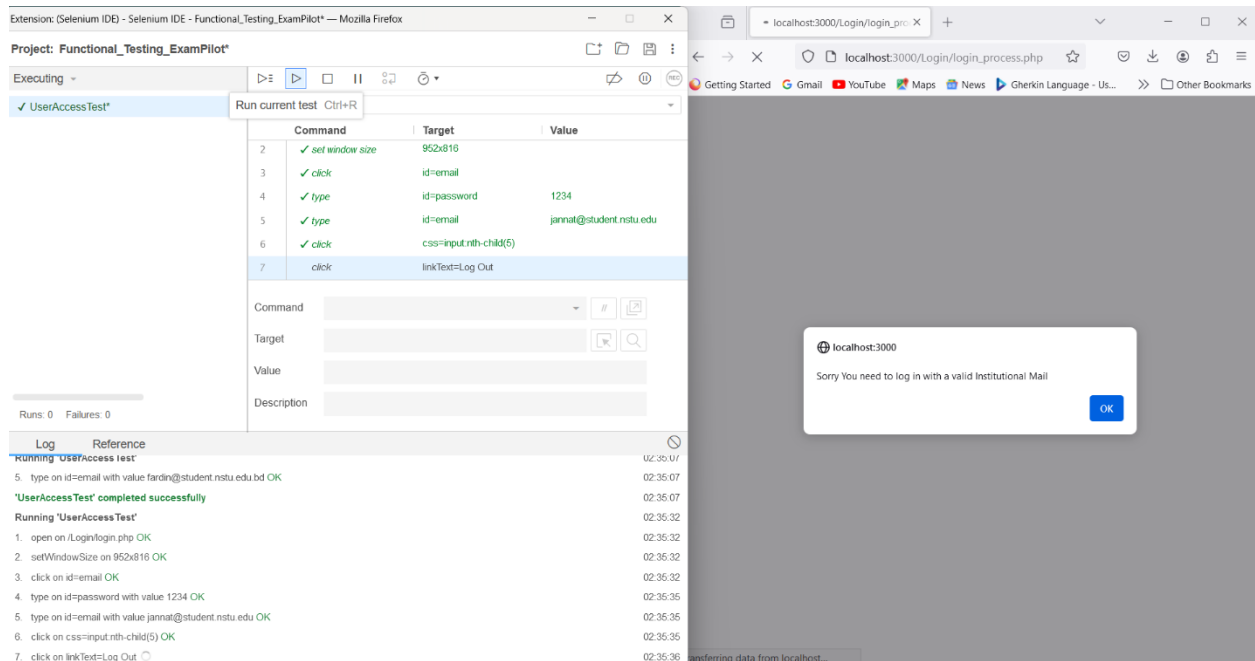 Extension: (Selenium IDE) - Selenium IDE - Functional_Testing_ExamPilot* — Mozilla Firefox
Project: Functional_Testing_ExamPilot*
Executing
✓ UserAccessTest*
Run current test Ctrl+R
REC
Command Target Value
2 ✓ set window size 952x816
3 ✓ click id=email
4 ✓ type id=password 1234
5 ✓ type id=email jannat@student.nstu.edu
6 ✓ click css=input:nth-child(5)
7 click linkText=Log Out
Command
//
Target
Value
Description
Runs: 0 Failures: 0
Log Reference
Running 'UserAccessTest' 02:35:07
5. type on id=email with value fardin@student.nstu.edu.bd OK 02:35:07
'UserAccessTest' completed successfully 02:35:07
Running 'UserAccessTest' 02:35:32
1. open on /Login/login.php OK 02:35:32
2. setWindowSize on 952x816 OK 02:35:32
3. click on id=email OK 02:35:32
4. type on id=password with value 1234 OK 02:35:35
5. type on id=email with value jannat@student.nstu.edu OK 02:35:35
6. click on css=input:nth-child(5) OK 02:35:35
7. click on linkText=Log Out 02:35:36
localhost:3000/Login/login_pro
localhost:3000/Login/login_process.php
Getting Started Gmail YouTube Maps News Gherkin Language - Us... Other Bookmarks
localhost:3000
Sorry You need to log in with a valid Institutional Mail
OK
ansferring data from localhost...